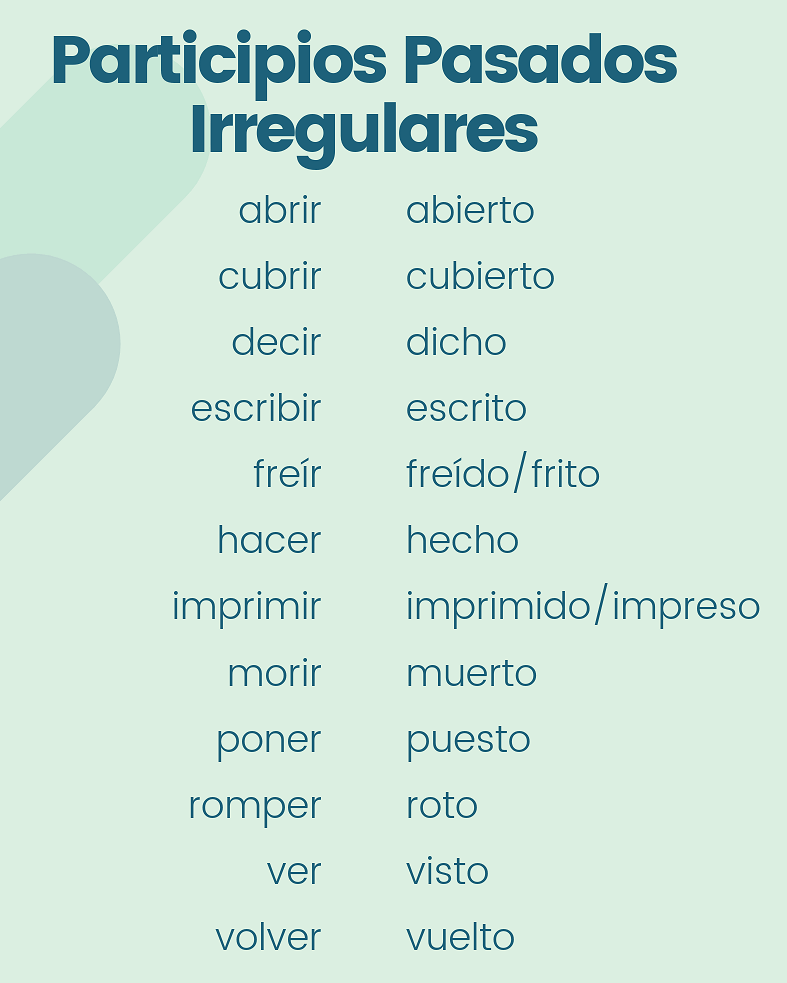 Participios Pasados
Irregulares
abrir abierto
cubrir cubierto
decir dicho
escribir escrito
freír freído/frito
hacer hecho
imprimir imprimido/impreso
morir muerto
poner puesto
romper roto
ver visto
volver vuelto